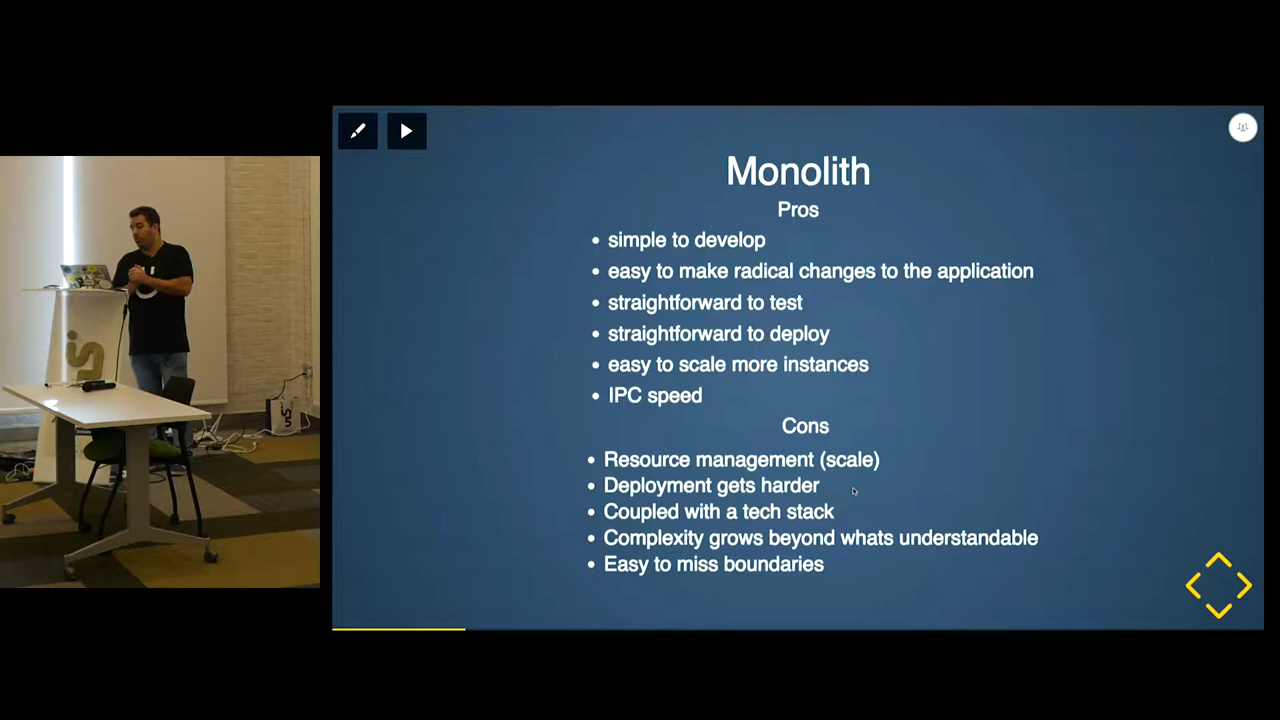 Monolith
Pros
simple to develop
easy to make radical changes to the application
straightforward to test
straightforward to deploy
easy to scale more instances
IPC speed
Cons
Resource management (scale)
Deployment gets harder
Coupled with a tech stack
Complexity grows beyond whats understandable
Easy to miss boundaries